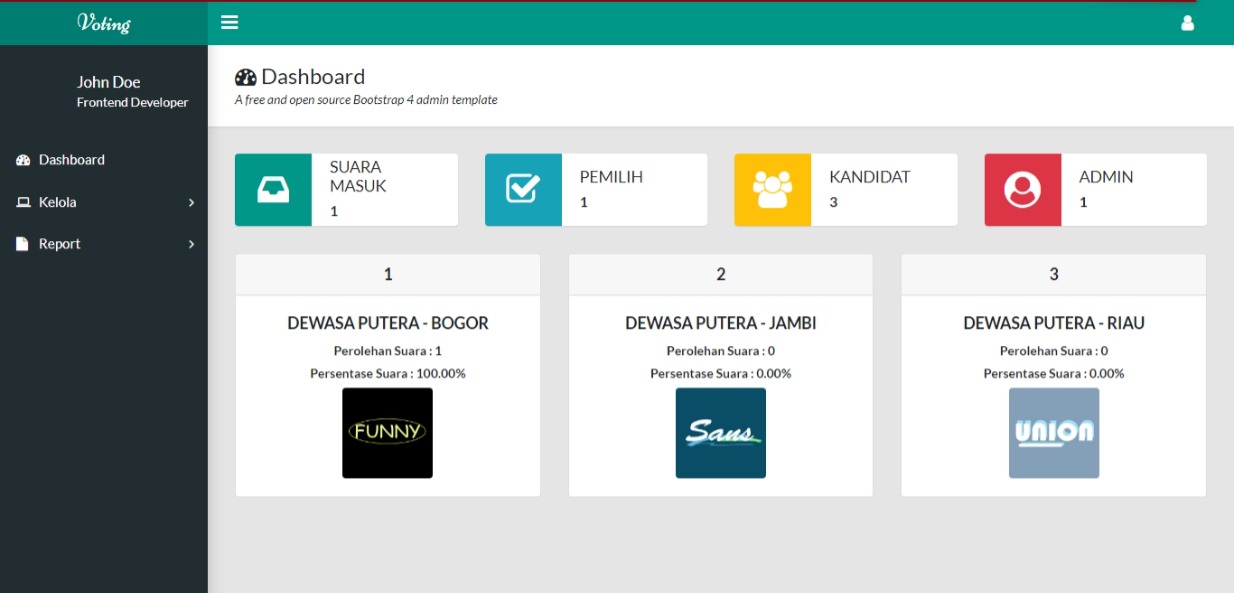 Voting
John Doe
Frontend Developer
Dashboard
Kelola
Report
Dashboard
A free and open source Bootstrap 4 admin template
SUARA
MASUK
1
PEMILIH
1
KANDIDAT
3
ADMIN
1
1
DEWASA PUTERA - BOGOR
Perolehan Suara : 1
Persentase Suara : 100.00%
FUNNY
2
DEWASA PUTERA - JAMBI
Perolehan Suara : 0
Persentase Suara : 0.00%
Sans
3
DEWASA PUTERA - RIAU
Perolehan Suara : 0
Persentase Suara : 0.00%
UNION